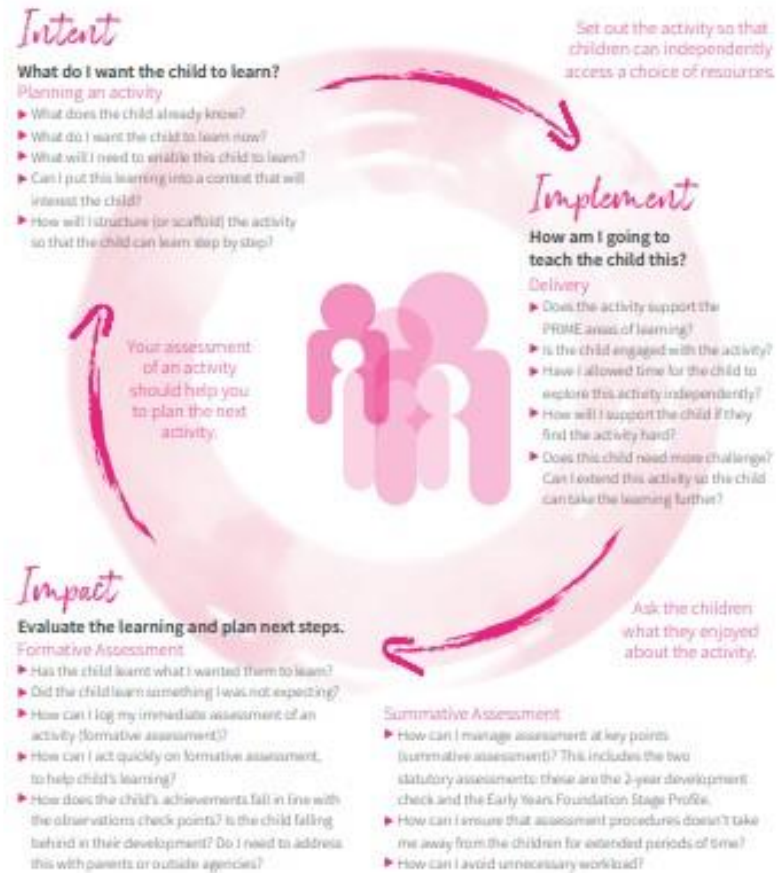 Intent
What do I want the child to learn?
Planning an activity
▶ What does the child already know?
▶ What do I want the child to learn now?
▶ What will I need to enable this child to learn?
▶ Can I put this learning into a context that will
interest the child?
▶ How will I structure (or scaffold) the activity
so that the child can learn step by step?
Set out the activity so that
children can independently
access a choice of resources.
Implement
How am I going to
teach the child this?
Delivery
▶ Does the activity support the
PRIME areas of learning?
▶ Is the child engaged with the activity?
▶ Have I allowed time for the child to
explore this activity independently?
▶ How will I support the child if they
find the activity hard?
▶ Does this child need more challenge?
Can I extend this activity so the child
can take the learning further?
Ask the children
what they enjoyed
about the activity.
Impact
Evaluate the learning and plan next steps.
Formative Assessment
▶ Has the child learnt what I wanted them to learn?
▶ Did the child learn something I was not expecting?
▶ How can I log my immediate assessment of an
activity (formative assessment)?
▶ How can I act quickly on formative assessment,
to help child's learning?
▶ How does the child's achievements fall in line with
the observations check points? Is the child falling
behind in their development? Do I need to address
this with parents or outside agencies?
Summative Assessment
▶ How can I manage assessment at key points
(summative assessment)? This includes the two
statutory assessments: these are the 2-year development
check and the Early Years Foundation Stage Profile.
▶ How can I ensure that assessment procedures doesn't take
me away from the children for extended periods of time?
▶ How can I avoid unnecessary workload?
Your assessment
of an activity
should help you
to plan the next
activity.